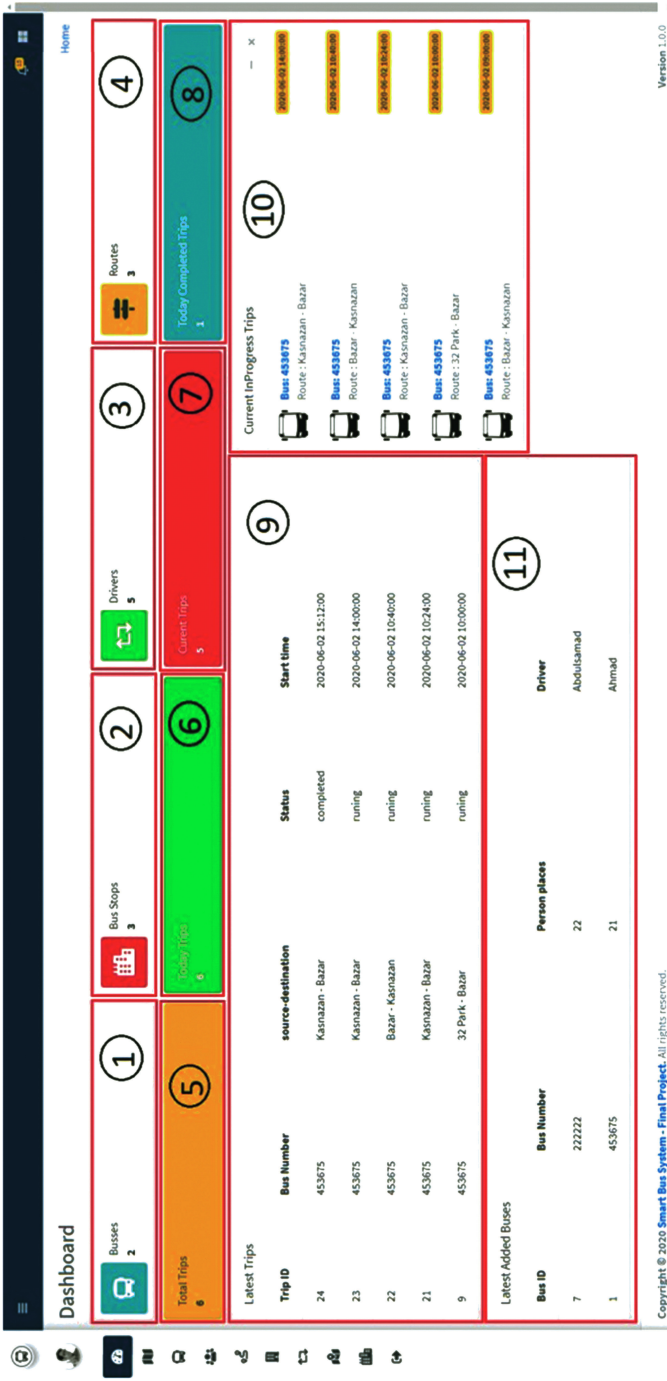 13
Dashboard
Home
Busses
2
1
Bus Stops
3
2
Drivers
5
3
Routes
3
4
Total Trips
6
5
Today Trips
6
6
Curent Trips
5
7
Today Completed Trips
1
8
Latest Trips
9
Trip ID Bus Number source-destination Status Start time
24 453675 Kasnazan - Bazar completed 2020-06-02 15:12:00
23 453675 Kasnazan - Bazar runing 2020-06-02 14:00:00
22 453675 Bazar - Kasnazan runing 2020-06-02 10:40:00
21 453675 Kasnazan - Bazar runing 2020-06-02 10:24:00
9 453675 32 Park - Bazar runing 2020-06-02 10:00:00
Current InProgress Trips
10
Bus: 453675 2020-06-02 14:00:00
Route : Kasnazan - Bazar
Bus: 453675 2020-06-02 10:40:00
Route : Bazar - Kasnazan
Bus: 453675 2020-06-02 10:24:00
Route : Kasnazan - Bazar
Bus: 453675 2020-06-02 10:00:00
Route : 32 Park - Bazar
Bus: 453675 2020-06-02 09:00:00
Route : Bazar - Kasnazan
Latest Added Buses
11
Bus ID Bus Number Person places Driver
7 222222 22 Abdulsamad
1 453675 21 Ahmad
Copyright © 2020 Smart Bus System - Final Project. All rights reserved.
Version 1.0.0